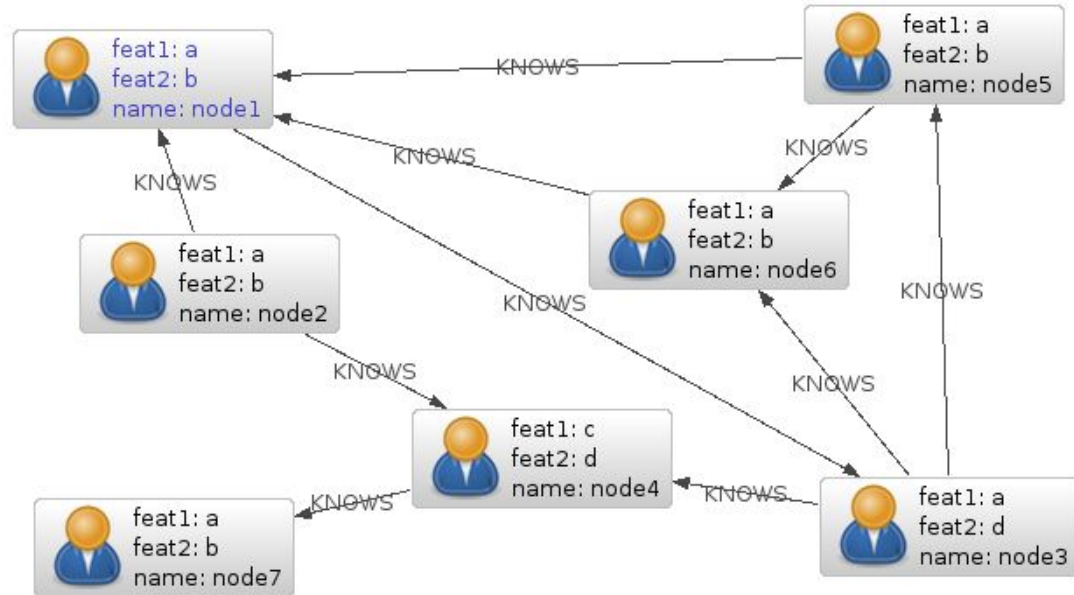 feat1: a
feat2: b
name: node1
feat1: a
feat2: b
name: node5
KNOWS
KNOWS
KNOWS
KNOWS
feat1: a
feat2: b
name: node6
feat1: a
feat2: b
name: node2
KNOWS
KNOWS
KNOWS
KNOWS
feat1: c
feat2: d
name: node4
KNOWS
KNOWS
feat1: a
feat2: d
name: node3
feat1: a
feat2: b
name: node7